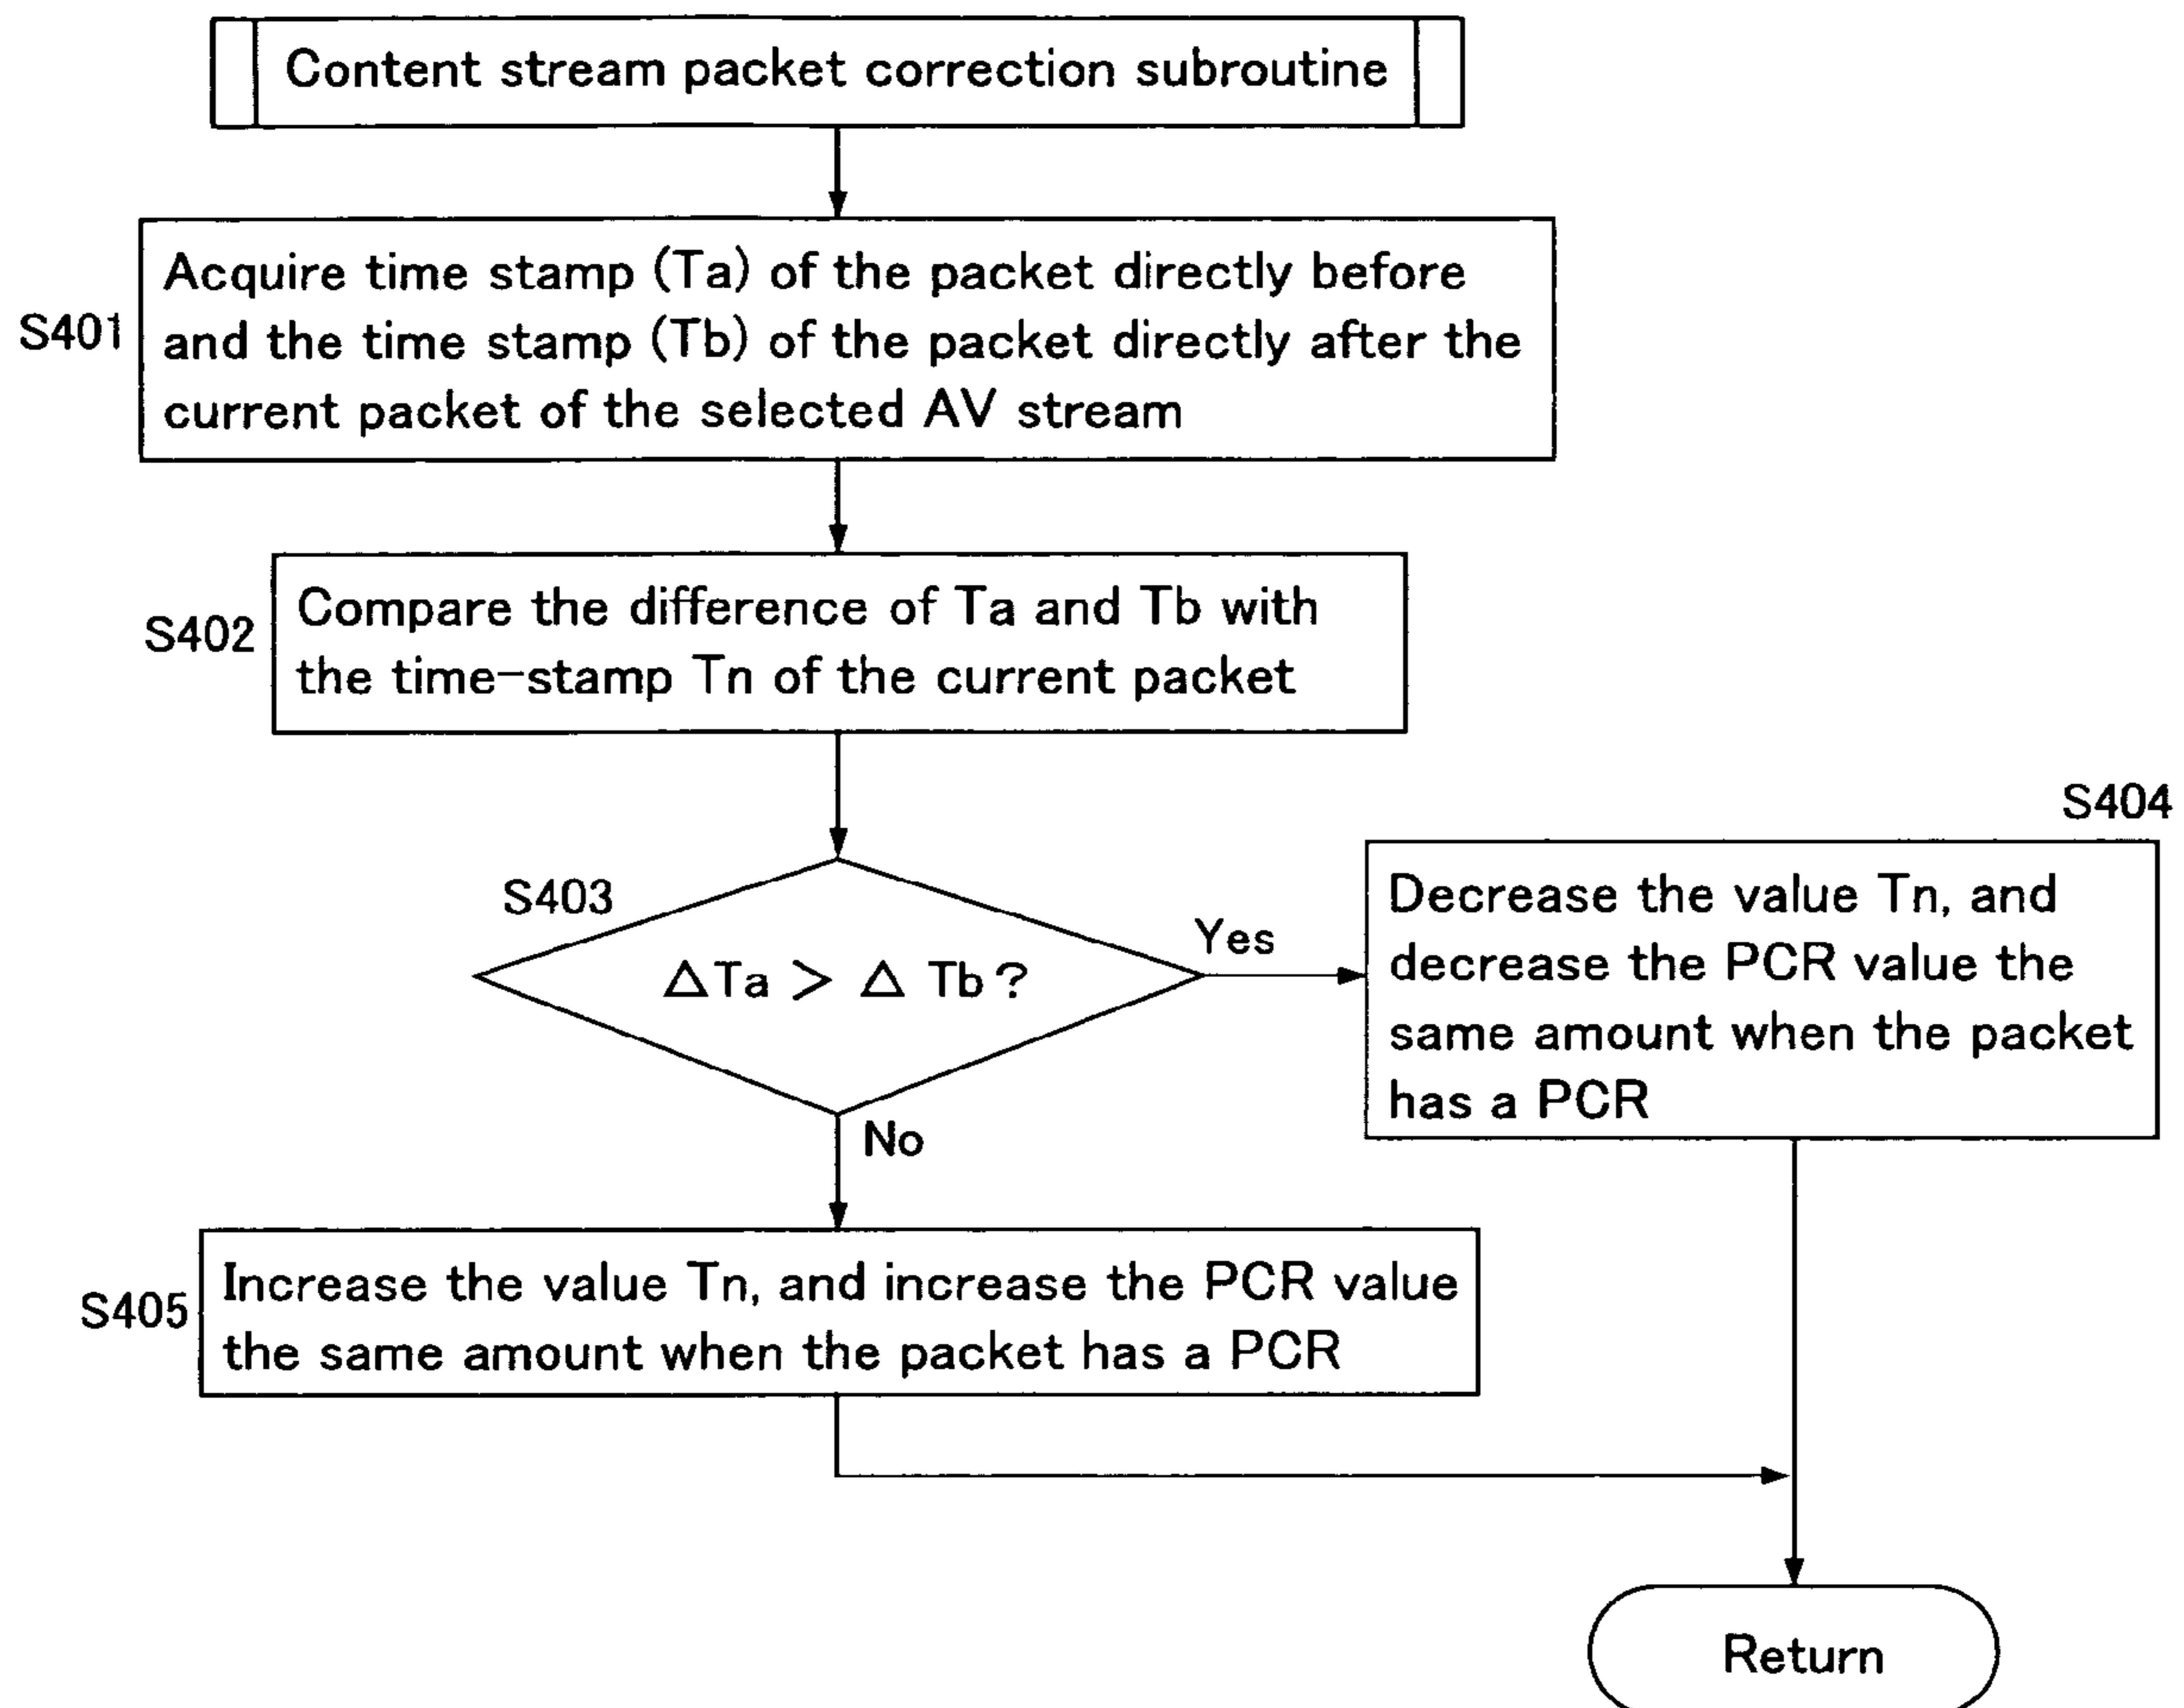 Content stream packet correction subroutine
S401
Acquire time stamp (Ta) of the packet directly before
and the time stamp (Tb) of the packet directly after the
current packet of the selected AV stream
S402
Compare the difference of Ta and Tb with
the time-stamp Tn of the current packet
S403
△Ta > △ Tb ?
Yes
No
S404
Decrease the value Tn, and
decrease the PCR value the
same amount when the packet
has a PCR
S405
Increase the value Tn, and increase the PCR value
the same amount when the packet has a PCR
Return